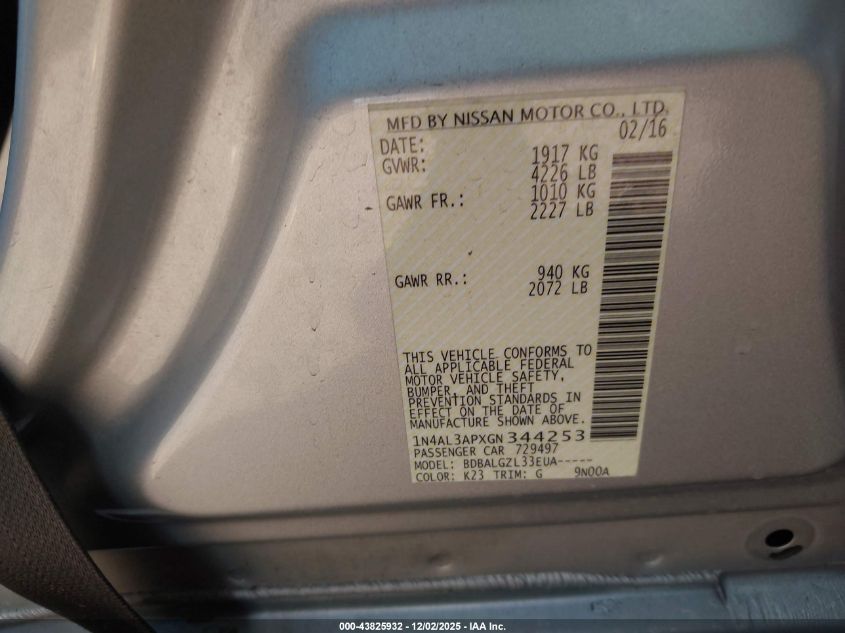 MFD BY NISSAN MOTOR CO., LTD.
DATE: 02/16
GVWR: 1917 KG
4226 LB
GAWR FR.: 1010 KG
2227 LB
GAWR RR.: 940 KG
2072 LB
THIS VEHICLE CONFORMS TO
ALL APPLICABLE FEDERAL
MOTOR VEHICLE SAFETY,
BUMPER, AND THEFT
PREVENTION STANDARDS IN
EFFECT ON THE DATE OF
MANUFACTURE SHOWN ABOVE.
1N4AL3APXGN344253
PASSENGER CAR 729497
MODEL: BDBALGZL33EUA-----
COLOR: K23 TRIM: G 9N00A
000-43825932 - 12/02/2025 - IAA Inc.